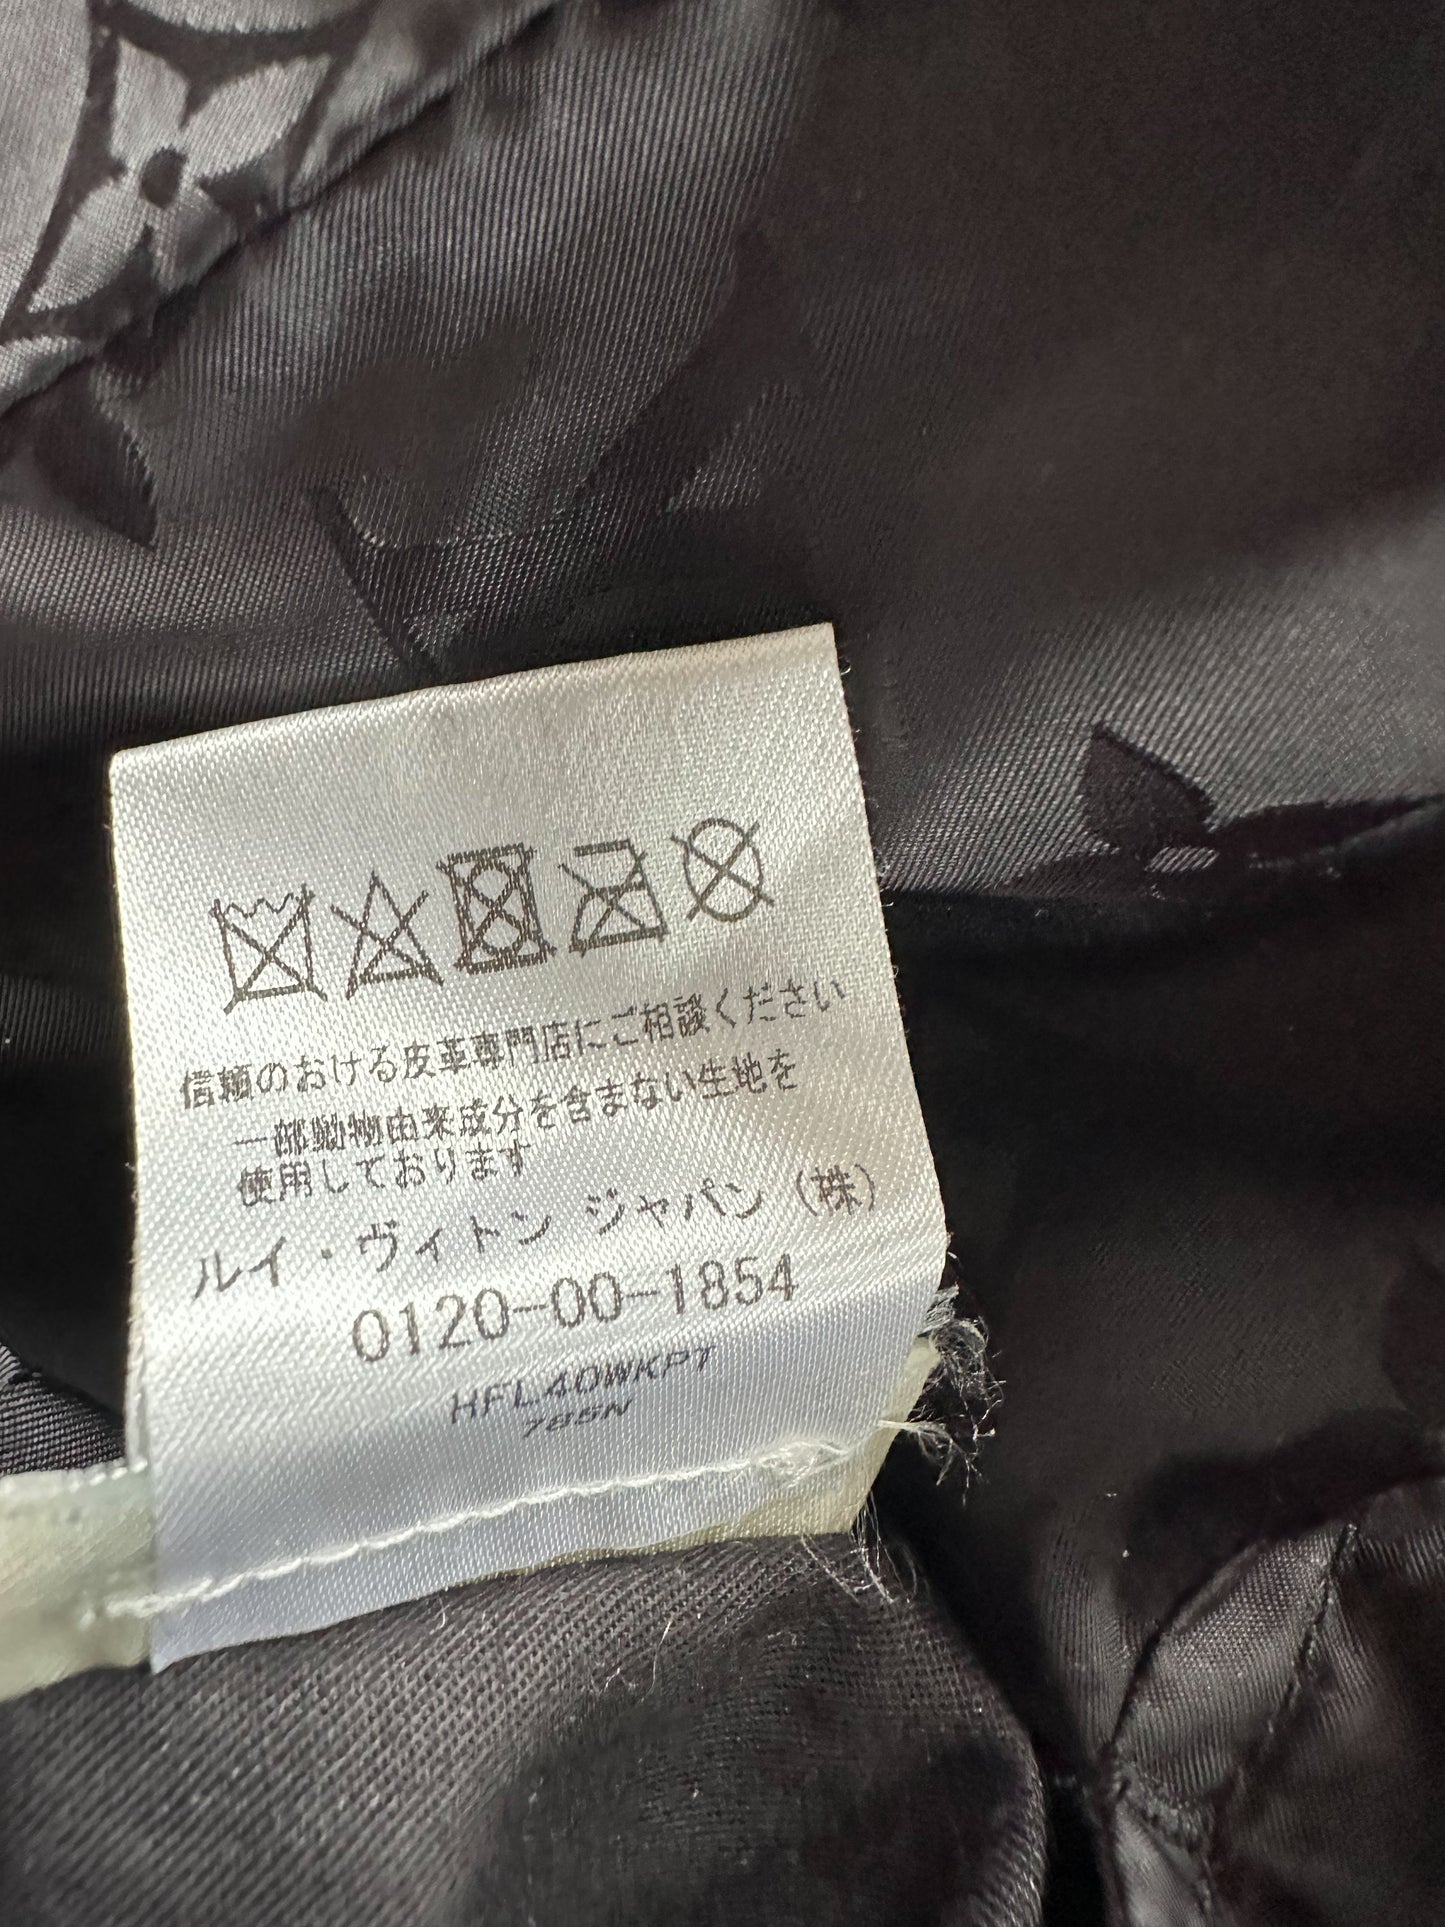 信頼のおける皮革専門店にご相談ください
一部動物由来成分を含まない生地を
使用しております
ルイ・ヴィトン ジャパン（株）
0120-00-1854
HFL40WKPT
785N